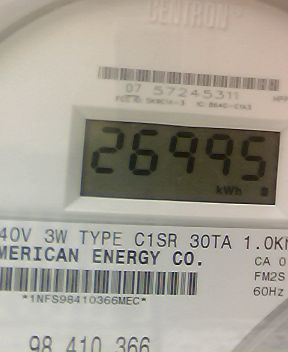 CENTRON
07 57245311
26995
kWh
40V 3W TYPE C1SR 30TA 1.0K
MERICAN ENERGY CO.
CA 0
FM2S
60Hz
*1NFS98410366MEC*
98 410 366